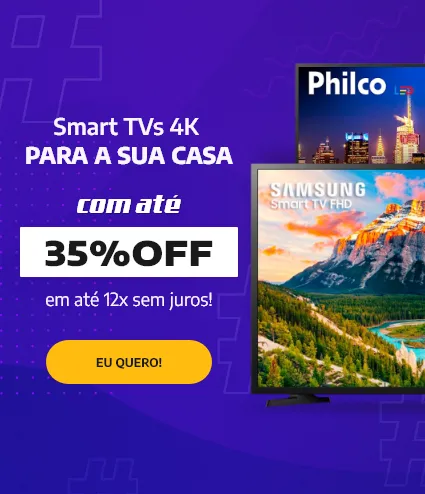 Philco
LED
Smart TVs 4K
PARA A SUA CASA
SAMSUNG
Smart TV FHD
com até
35%OFF
em até 12x sem juros!
EU QUERO!